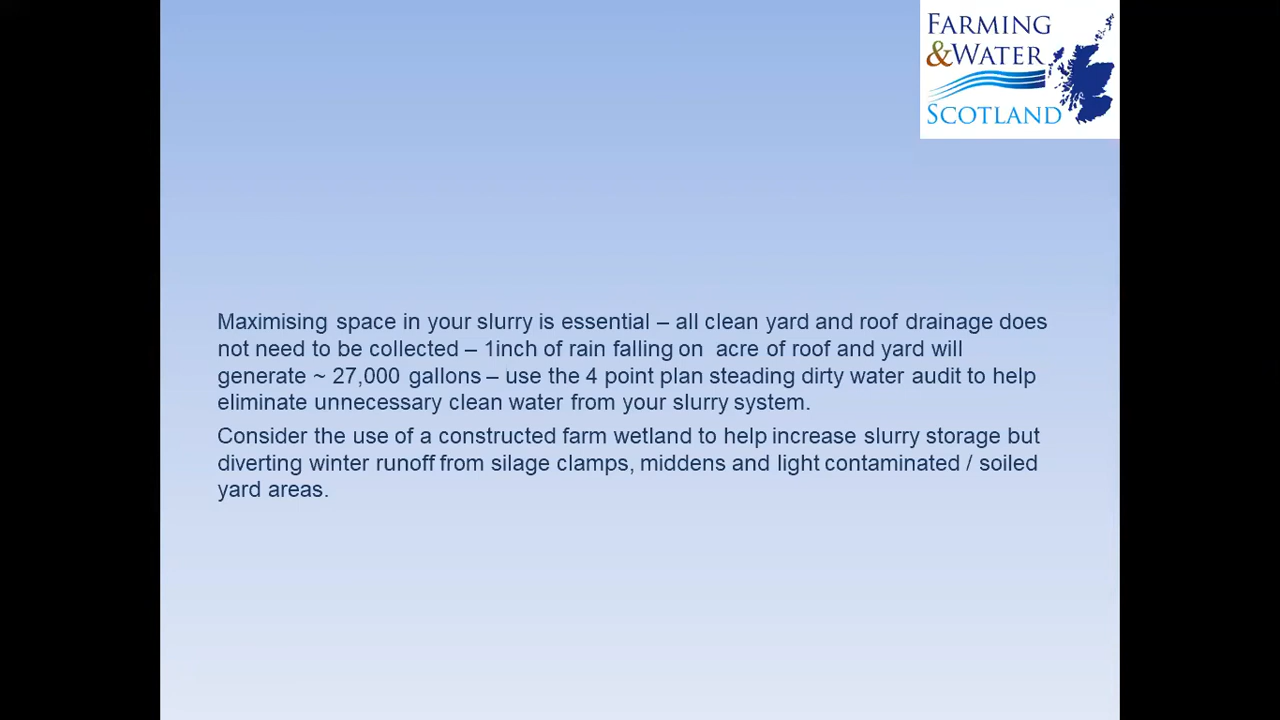 FARMING
&WATER
SCOTLAND
Maximising space in your slurry is essential – all clean yard and roof drainage does
not need to be collected – 1inch of rain falling on acre of roof and yard will
generate ~ 27,000 gallons – use the 4 point plan steading dirty water audit to help
eliminate unnecessary clean water from your slurry system.
Consider the use of a constructed farm wetland to help increase slurry storage but
diverting winter runoff from silage clamps, middens and light contaminated / soiled
yard areas.